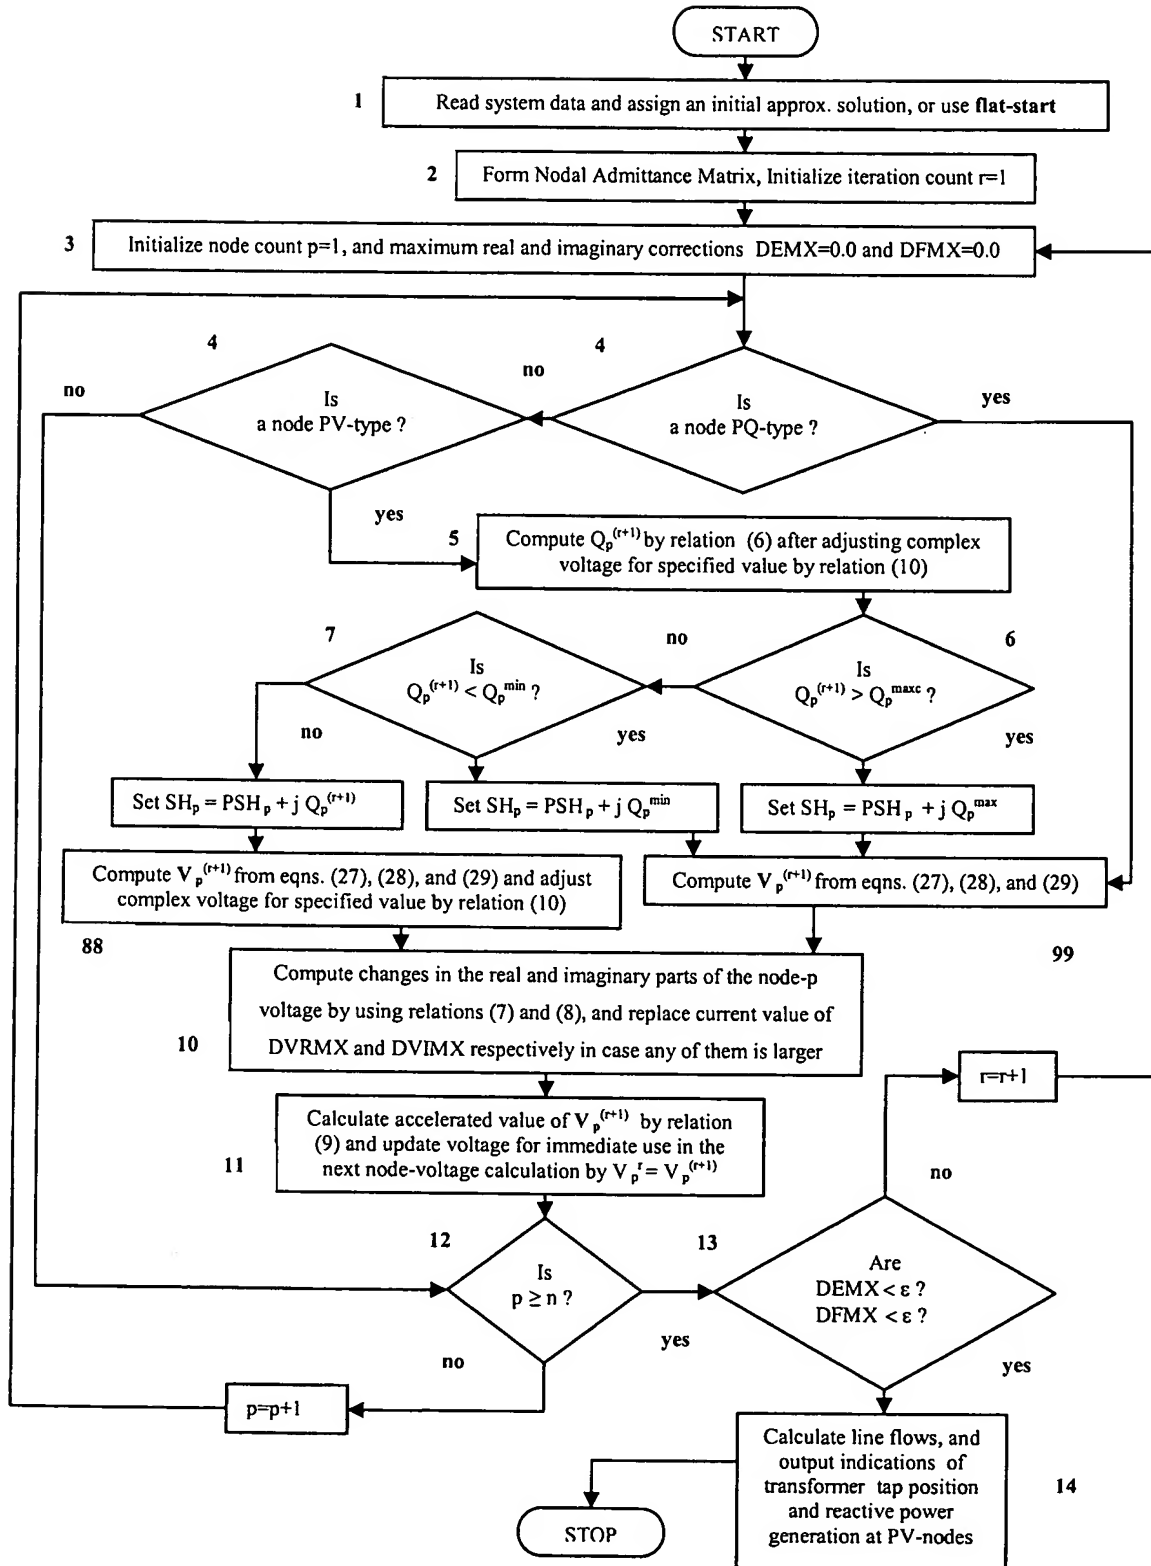 START
1
Read system data and assign an initial approx. solution, or use flat-start
2
Form Nodal Admittance Matrix, Initialize iteration count r=1
3
Initialize node count p=1, and maximum real and imaginary corrections DEMX=0.0 and DFMX=0.0
4
4
no
no
yes
Is
a node PV-type ?
Is
a node PQ-type ?
yes
5
Compute Qp^(r+1) by relation (6) after adjusting complex
voltage for specified value by relation (10)
7
no
6
Is
Qp^(r+1) < Qp^min ?
Is
Qp^(r+1) > Qp^maxc ?
no
yes
yes
Set SHp = PSHp + j Qp^(r+1)
Set SHp = PSHp + j Qp^min
Set SHp = PSHp + j Qp^max
Compute Vp^(r+1) from eqns. (27), (28), and (29) and adjust
complex voltage for specified value by relation (10)
Compute Vp^(r+1) from eqns. (27), (28), and (29)
88
99
Compute changes in the real and imaginary parts of the node-p
voltage by using relations (7) and (8), and replace current value of
DVRMX and DVIMX respectively in case any of them is larger
10
r=r+1
Calculate accelerated value of Vp^(r+1) by relation
(9) and update voltage for immediate use in the
next node-voltage calculation by Vp^r = Vp^(r+1)
11
no
12
13
Is
p ≥ n ?
Are
DEMX < ε ?
DFMX < ε ?
yes
no
yes
p=p+1
Calculate line flows, and
output indications of
transformer tap position
and reactive power
generation at PV-nodes
14
STOP